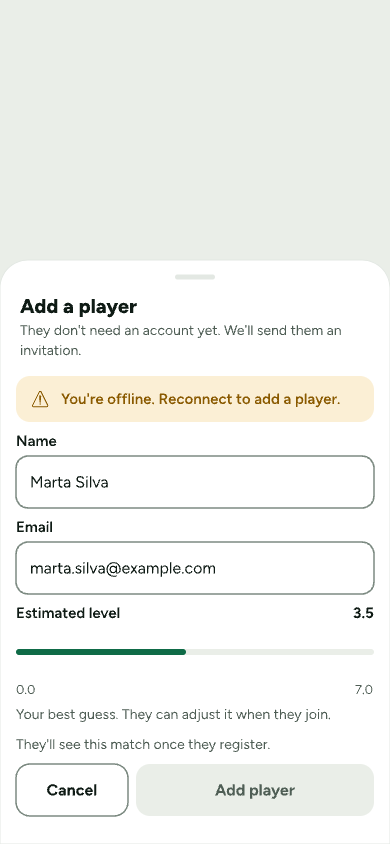 Add a player
They don't need an account yet. We'll send them an
invitation.
You're offline. Reconnect to add a player.
Name
Marta Silva
Email
marta.silva@example.com
Estimated level 3.5
0.0 7.0
Your best guess. They can adjust it when they join.
They'll see this match once they register.
Cancel Add player